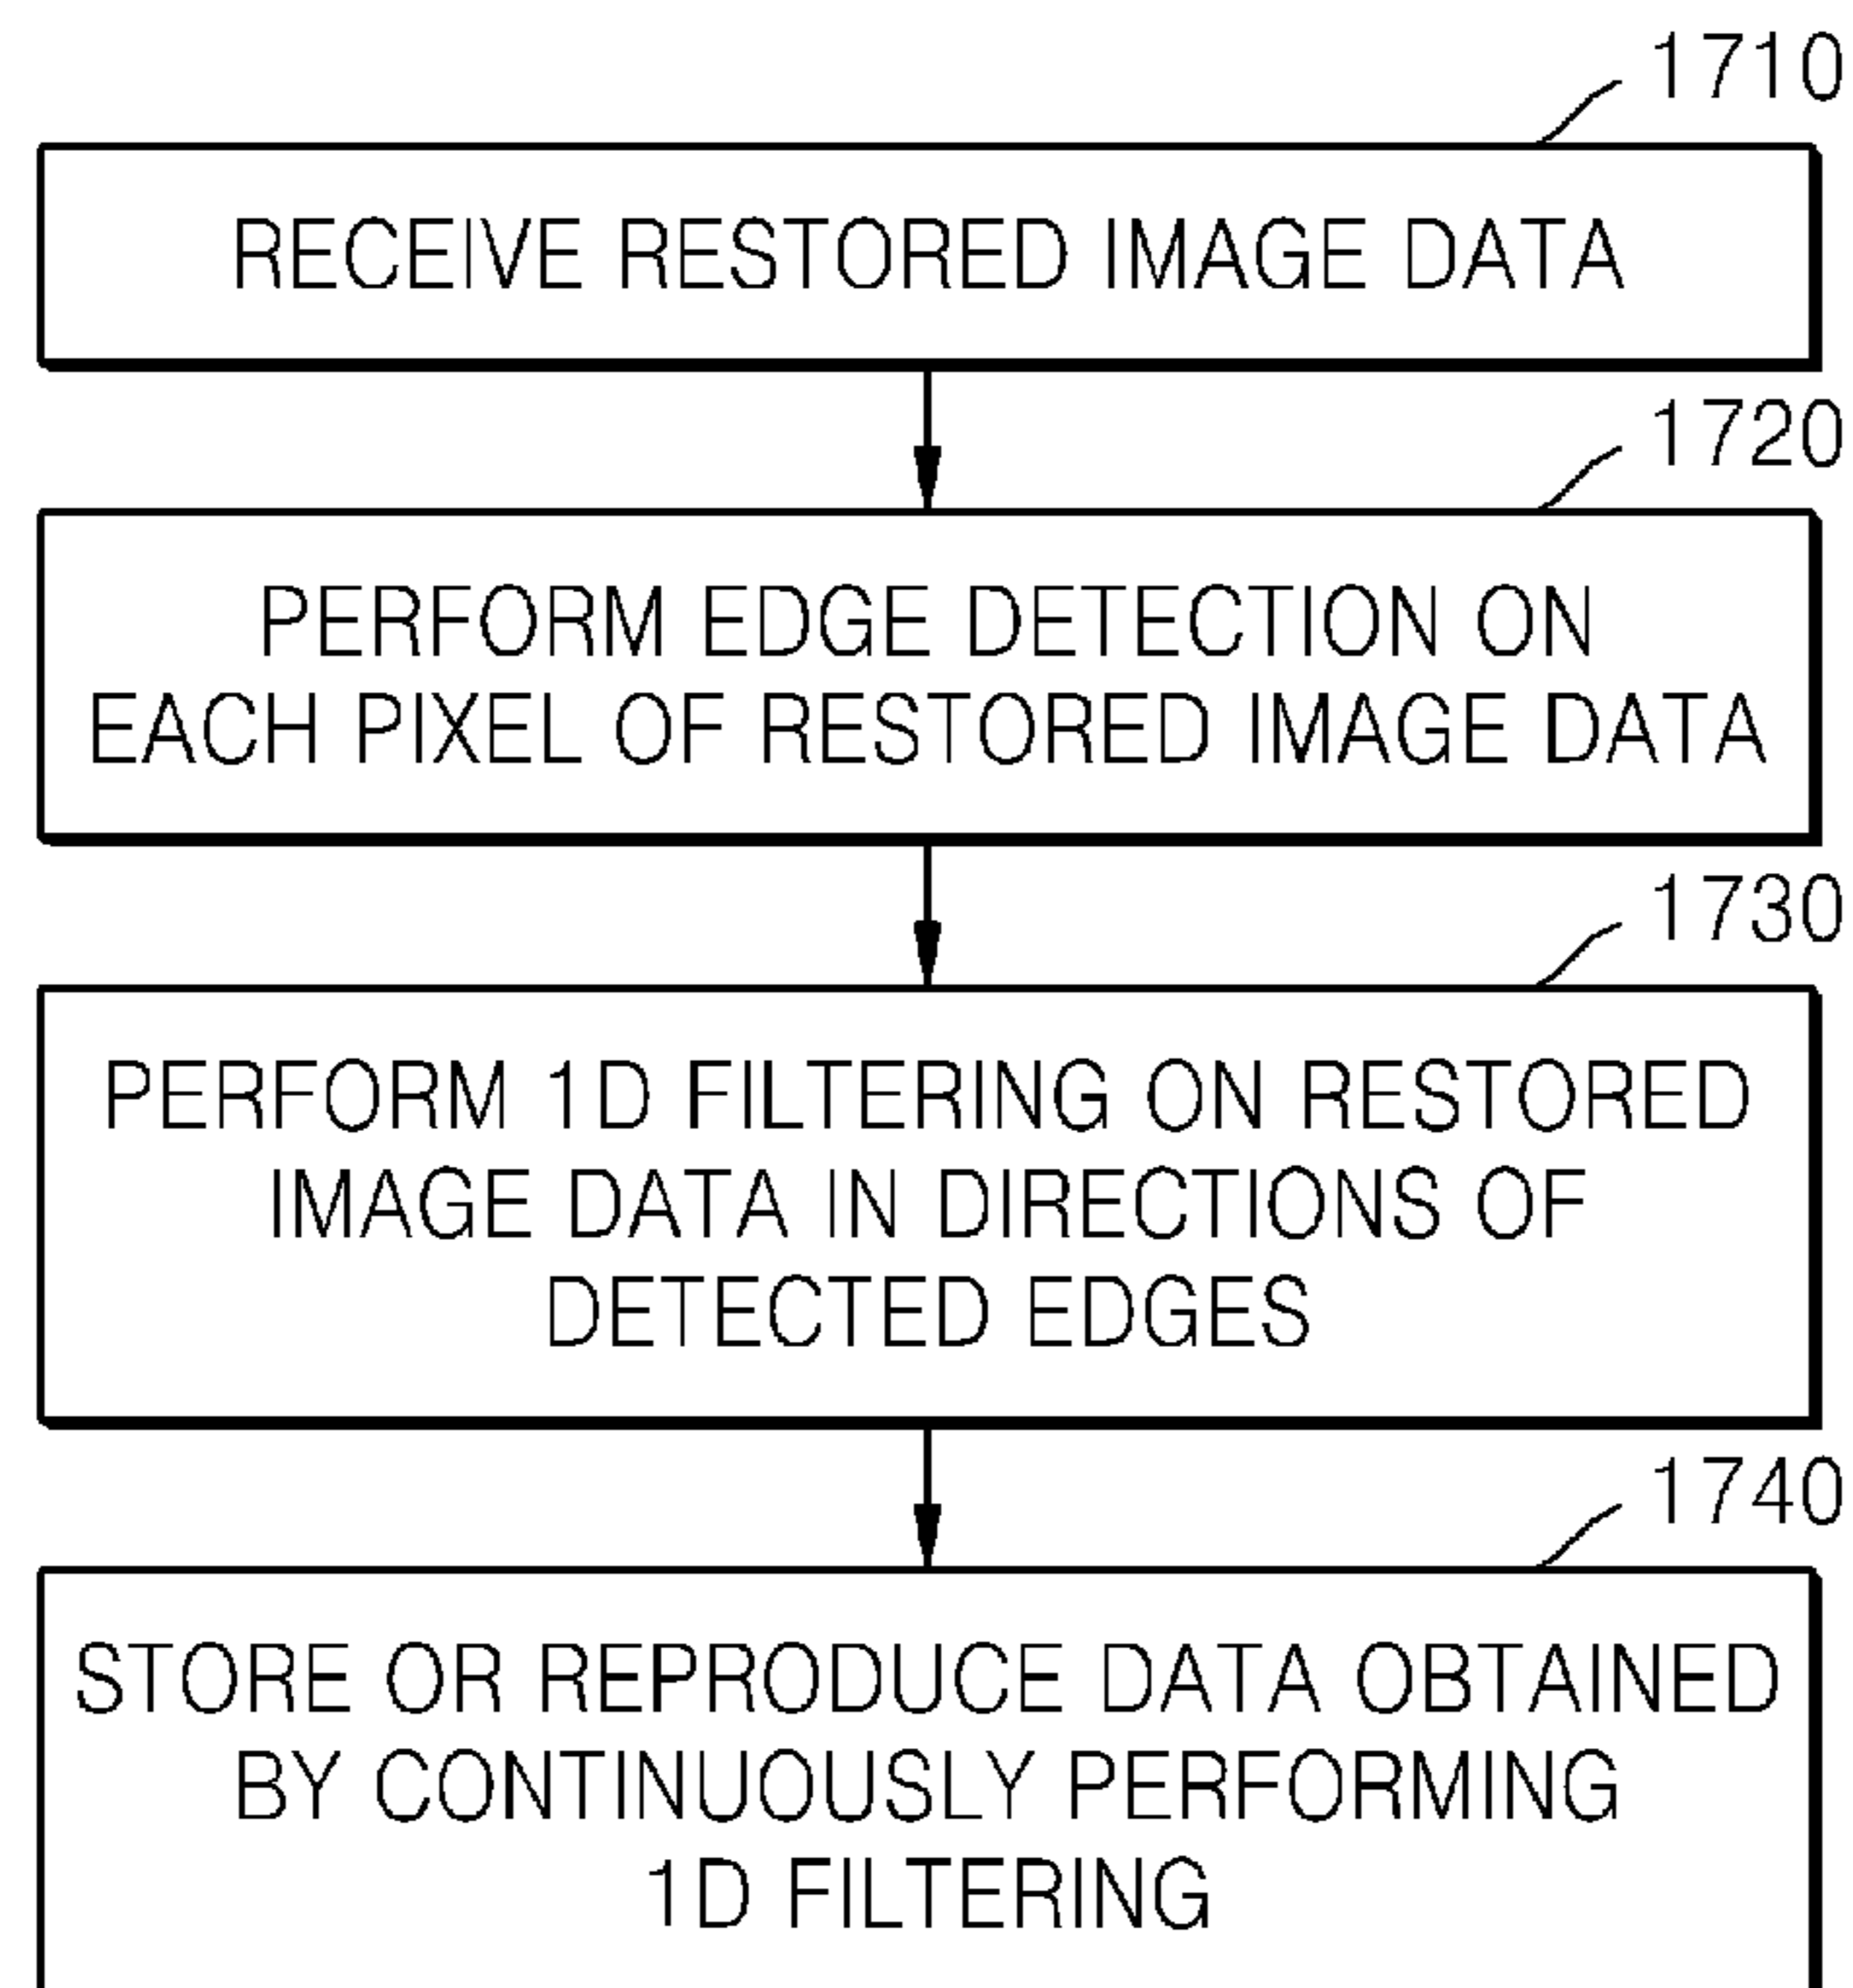 1710
RECEIVE RESTORED IMAGE DATA
1720
PERFORM EDGE DETECTION ON
EACH PIXEL OF RESTORED IMAGE DATA
1730
PERFORM 1D FILTERING ON RESTORED
IMAGE DATA IN DIRECTIONS OF
DETECTED EDGES
1740
STORE OR REPRODUCE DATA OBTAINED
BY CONTINUOUSLY PERFORMING
1D FILTERING